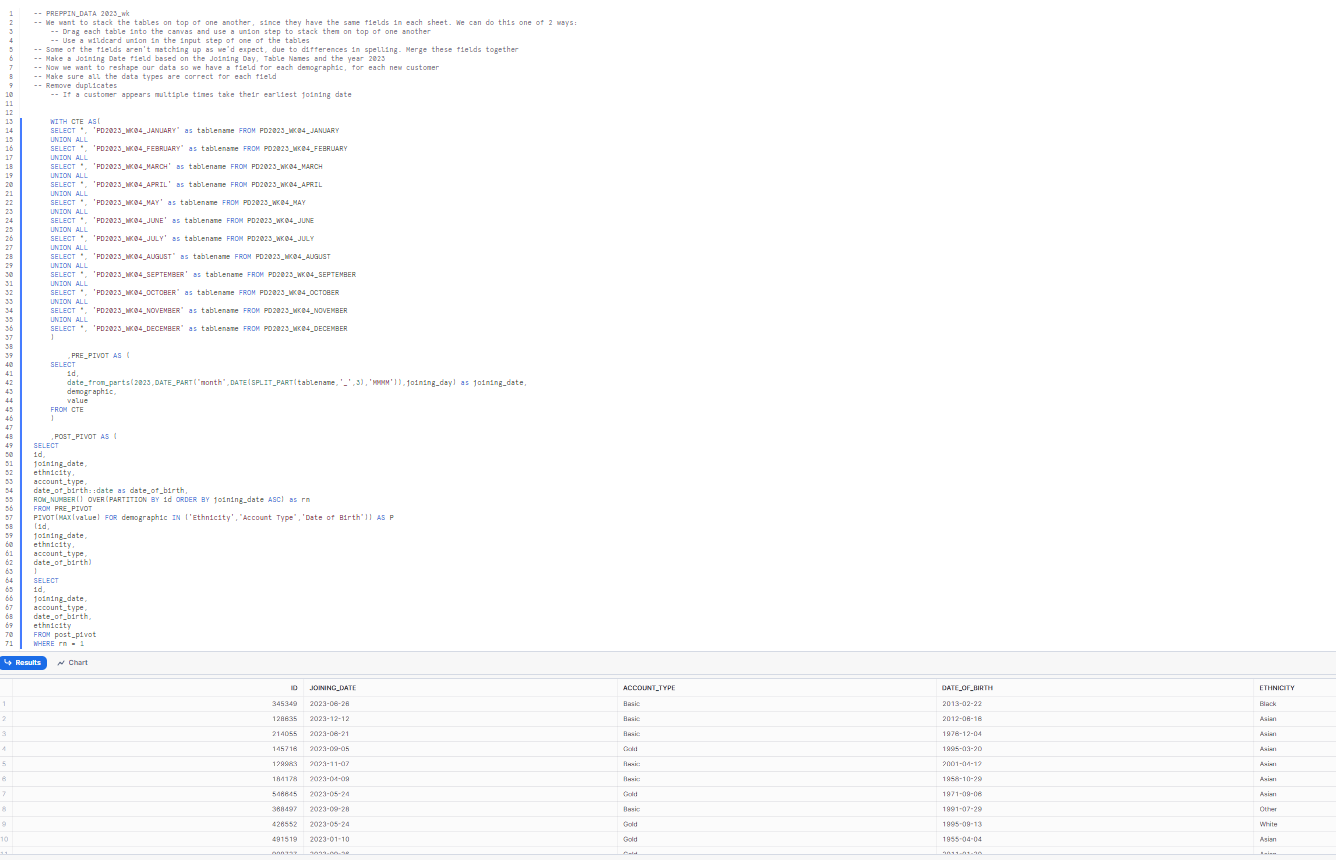 1 -- PREPPIN_DATA 2023_wk
2 -- We want to stack the tables on top of one another, since they have the same fields in each sheet. We can do this one of 2 ways:
3 -- Drag each table into the canvas and use a union step to stack them on top of one another
4 -- Use a wildcard union in the input step of one of the tables
5 -- Some of the fields aren't matching up as we'd expect, due to differences in spelling. Merge these fields together
6 -- Make a Joining Date field based on the Joining Day, Table Names and the year 2023
7 -- Now we want to reshape our data so we have a field for each demographic, for each new customer
8 -- Make sure all the data types are correct for each field
9 -- Remove duplicates
10 -- If a customer appears multiple times take their earliest joining date
11
12
13 WITH CTE AS(
14 SELECT *, 'PD2023_WK04_JANUARY' as tablename FROM PD2023_WK04_JANUARY
15 UNION ALL
16 SELECT *, 'PD2023_WK04_FEBRUARY' as tablename FROM PD2023_WK04_FEBRUARY
17 UNION ALL
18 SELECT *, 'PD2023_WK04_MARCH' as tablename FROM PD2023_WK04_MARCH
19 UNION ALL
20 SELECT *, 'PD2023_WK04_APRIL' as tablename FROM PD2023_WK04_APRIL
21 UNION ALL
22 SELECT *, 'PD2023_WK04_MAY' as tablename FROM PD2023_WK04_MAY
23 UNION ALL
24 SELECT *, 'PD2023_WK04_JUNE' as tablename FROM PD2023_WK04_JUNE
25 UNION ALL
26 SELECT *, 'PD2023_WK04_JULY' as tablename FROM PD2023_WK04_JULY
27 UNION ALL
28 SELECT *, 'PD2023_WK04_AUGUST' as tablename FROM PD2023_WK04_AUGUST
29 UNION ALL
30 SELECT *, 'PD2023_WK04_SEPTEMBER' as tablename FROM PD2023_WK04_SEPTEMBER
31 UNION ALL
32 SELECT *, 'PD2023_WK04_OCTOBER' as tablename FROM PD2023_WK04_OCTOBER
33 UNION ALL
34 SELECT *, 'PD2023_WK04_NOVEMBER' as tablename FROM PD2023_WK04_NOVEMBER
35 UNION ALL
36 SELECT *, 'PD2023_WK04_DECEMBER' as tablename FROM PD2023_WK04_DECEMBER
37 )
38
39 ,PRE_PIVOT AS (
40 SELECT
41 id,
42 date_from_parts(2023,DATE_PART('month',DATE(SPLIT_PART(tablename,'_',3),'MMMM')),joining_day) as joining_date,
43 demographic,
44 value
45 FROM CTE
46 )
47
48 ,POST_PIVOT AS (
49 SELECT
50 id,
51 joining_date,
52 ethnicity,
53 account_type,
54 date_of_birth::date as date_of_birth,
55 ROW_NUMBER() OVER(PARTITION BY id ORDER BY joining_date ASC) as rn
56 FROM PRE_PIVOT
57 PIVOT(MAX(value) FOR demographic IN ('Ethnicity','Account Type','Date of Birth')) AS P
58 (id,
59 joining_date,
60 ethnicity,
61 account_type,
62 date_of_birth)
63 )
64 SELECT
65 id,
66 joining_date,
67 account_type,
68 date_of_birth,
69 ethnicity
70 FROM post_pivot
71 WHERE rn = 1
Results Chart
ID JOINING_DATE ACCOUNT_TYPE DATE_OF_BIRTH ETHNICITY
1 345349 2023-06-28 Basic 2013-02-22 Black
2 128635 2023-12-12 Basic 2012-06-16 Asian
3 214055 2023-06-21 Basic 1976-12-04 Asian
4 145716 2023-09-05 Gold 1995-03-20 Asian
5 129983 2023-11-07 Basic 2001-04-12 Asian
6 164178 2023-04-09 Basic 1958-10-29 Asian
7 546645 2023-05-24 Gold 1971-09-06 Asian
8 368497 2023-09-28 Basic 1991-07-29 Other
9 426552 2023-05-24 Gold 1995-09-13 White
10 491519 2023-01-10 Gold 1955-04-04 Asian